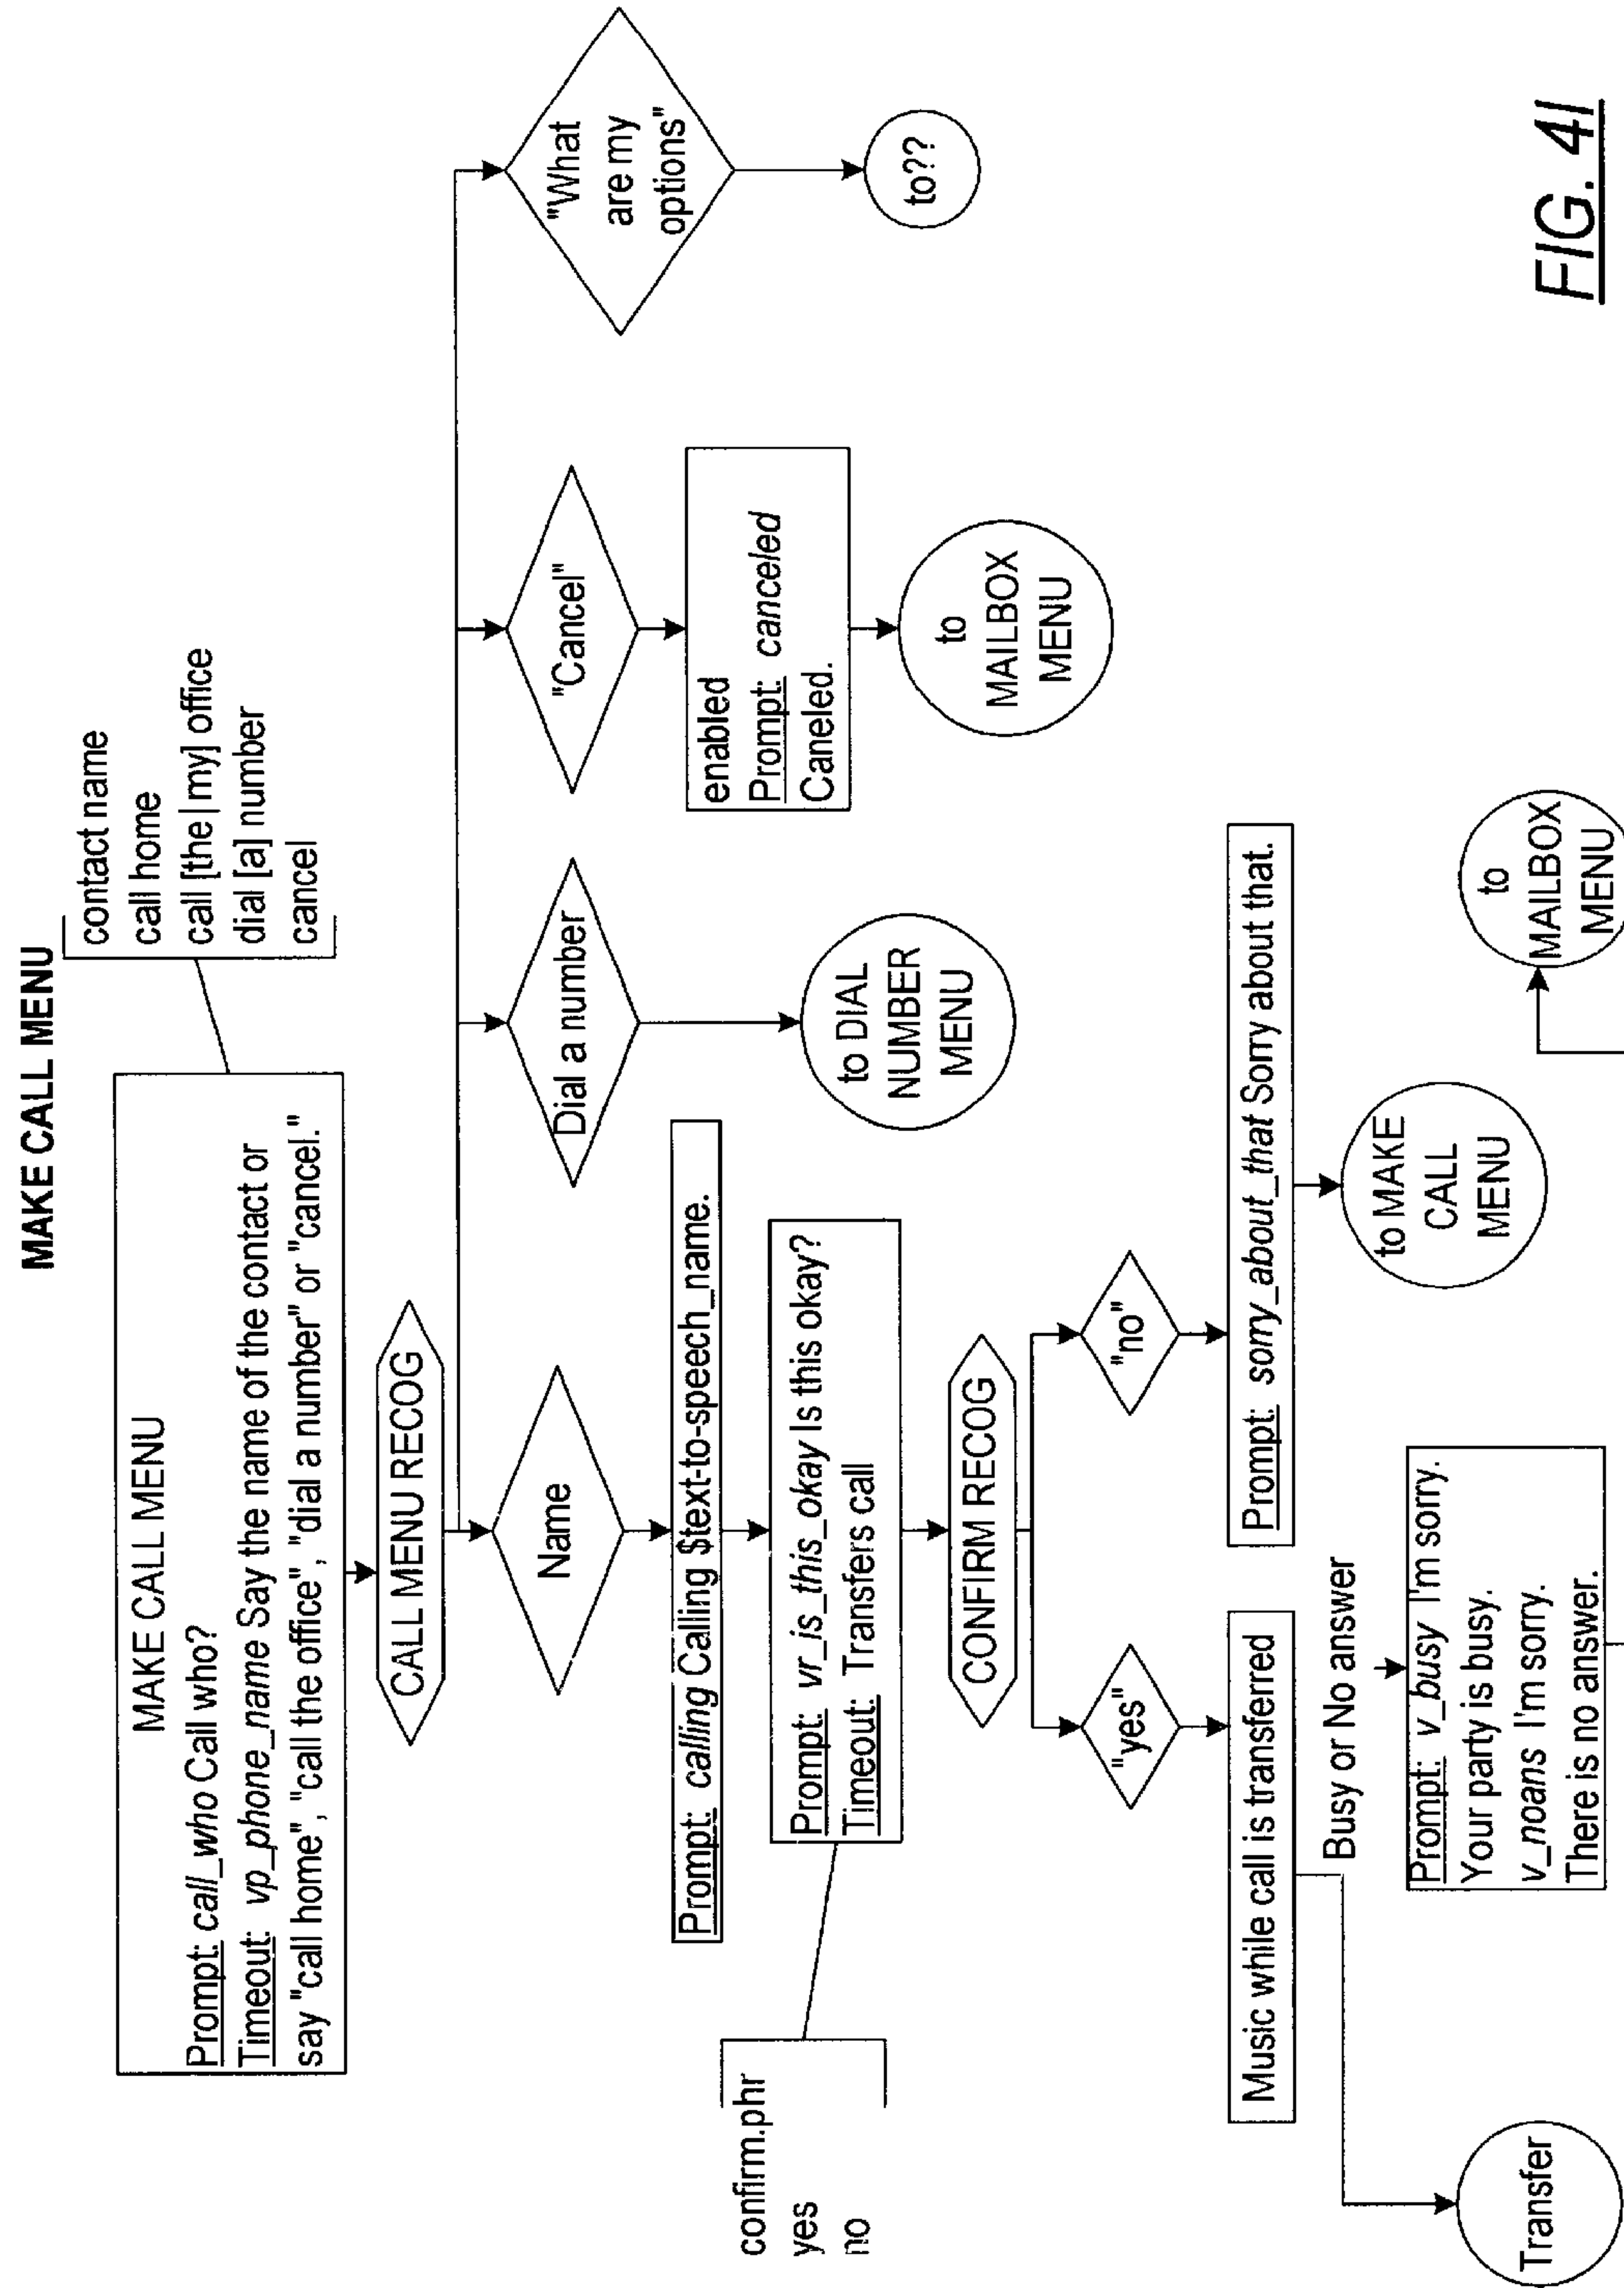 MAKE CALL MENU
MAKE CALL MENU
Prompt: call_who Call who?
Timeout: vp_phone_name Say the name of the contact or
say "call home", "call the office", "dial a number" or "cancel."
contact name
call home
call [the | my] office
dial [a] number
cancel
CALL MENU RECOG
Name
Dial a number
"Cancel"
"What
are my
options"
Prompt: calling Calling $text-to-speech_name.
to DIAL
NUMBER
MENU
enabled
Prompt: canceled
Caneled.
to
MAILBOX
MENU
to??
confirm.phr
yes
no
Prompt: vr_is_this_okay Is this okay?
Timeout: Transfers call
CONFIRM RECOG
"yes"
"no"
Music while call is transferred
Prompt: sorry_about_that Sorry about that.
Busy or No answer
to MAKE
CALL
MENU
Transfer
Prompt: v_busy I'm sorry.
Your party is busy.
v_noans I'm sorry.
There is no answer.
to
MAILBOX
MENU
FIG. 4I